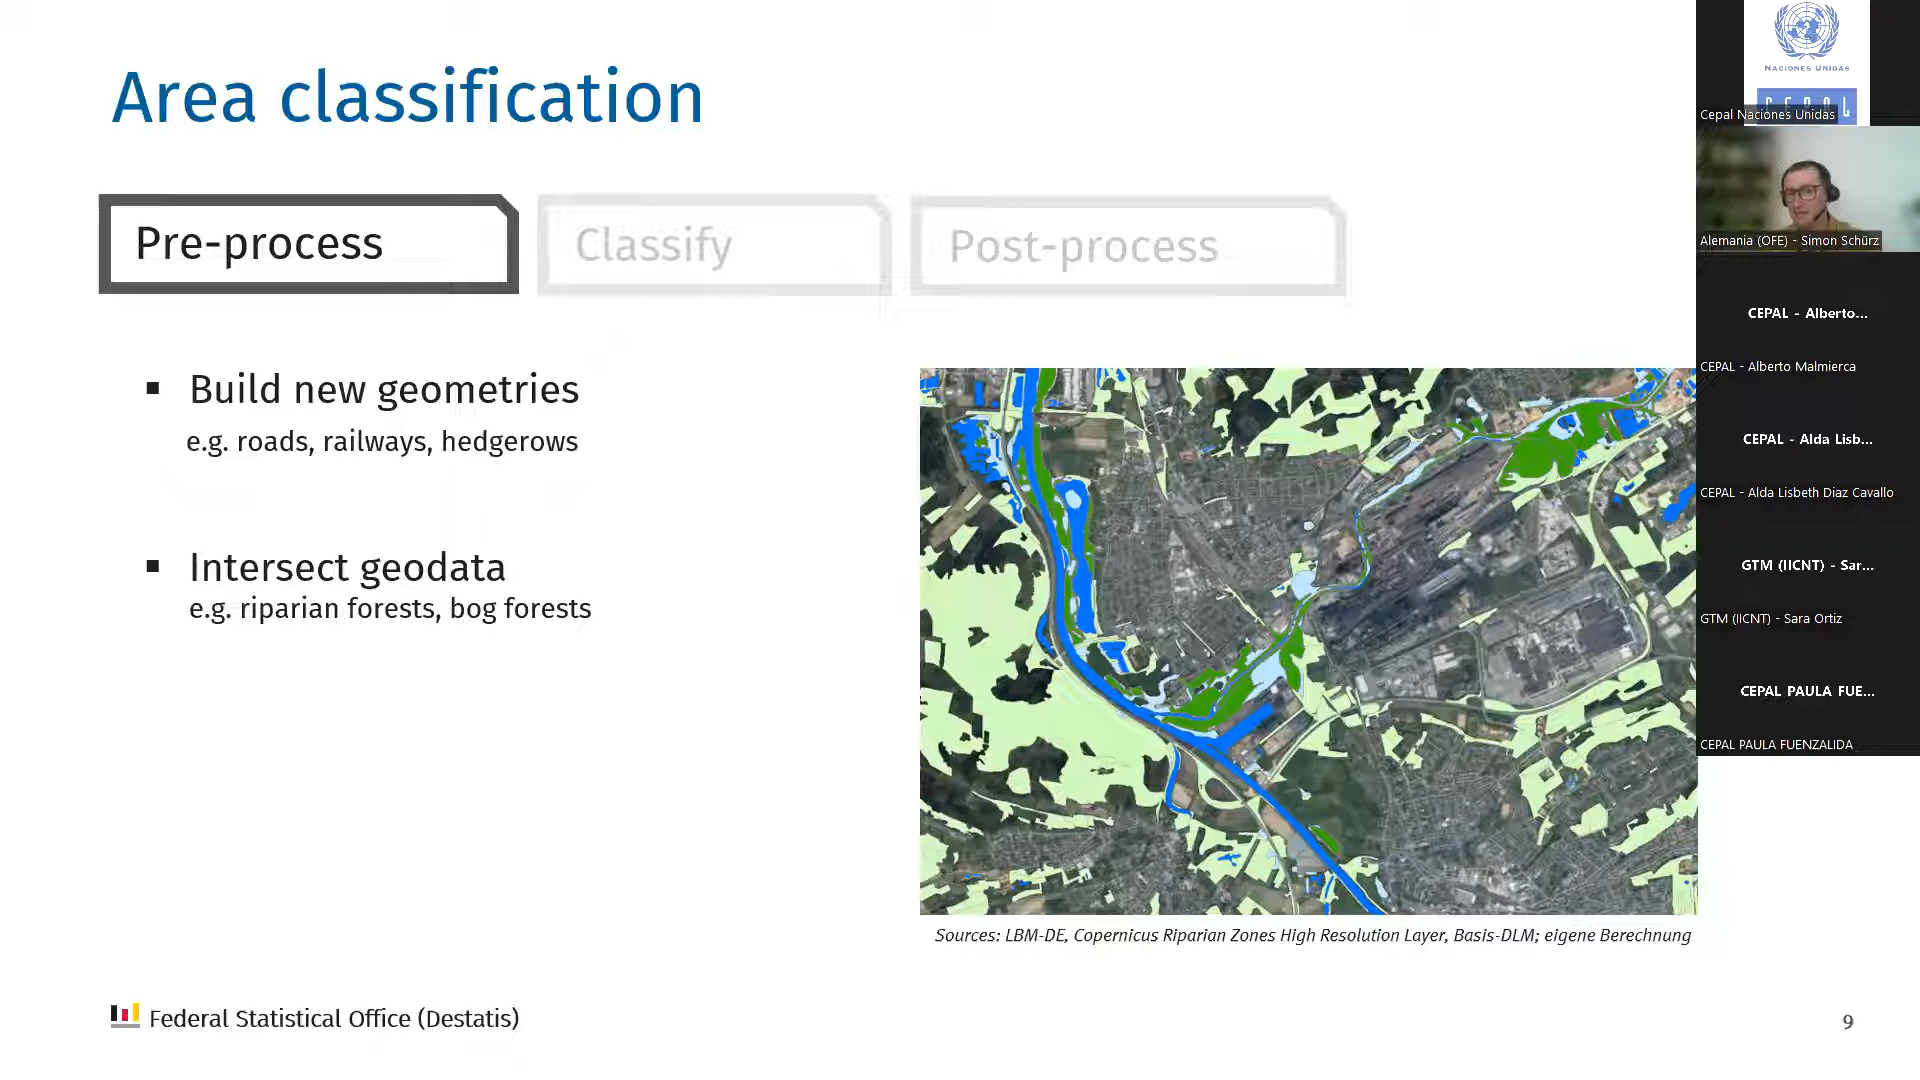 Area classification
Pre-process
Classify
Post-process
Build new geometries
e.g. roads, railways, hedgerows
Intersect geodata
e.g. riparian forests, bog forests
Sources: LBM-DE, Copernicus Riparian Zones High Resolution Layer, Basis-DLM; eigene Berechnung
Federal Statistical Office (Destatis)
9
NACIONES UNIDAS
CEPAL
Cepal Naciones Unidas
Alemania (OFE) - Simon Schürz
CEPAL - Alberto...
CEPAL - Alberto Malmierca
CEPAL - Alda Lisb...
CEPAL - Alda Lisbeth Diaz Cavallo
GTM (IICNT) - Sar...
GTM (IICNT) - Sara Ortiz
CEPAL PAULA FUE...
CEPAL PAULA FUENZALIDA